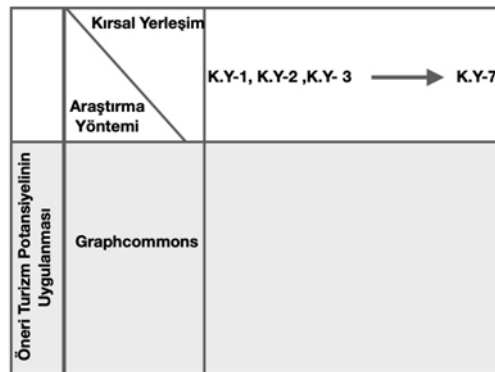 Kırsal Yerleşim
K.Y-1, K.Y-2 ,K.Y- 3 K.Y-7
Araştırma
Yöntemi
Öneri Turizm Potansiyelinin
Uygulanması
Graphcommons